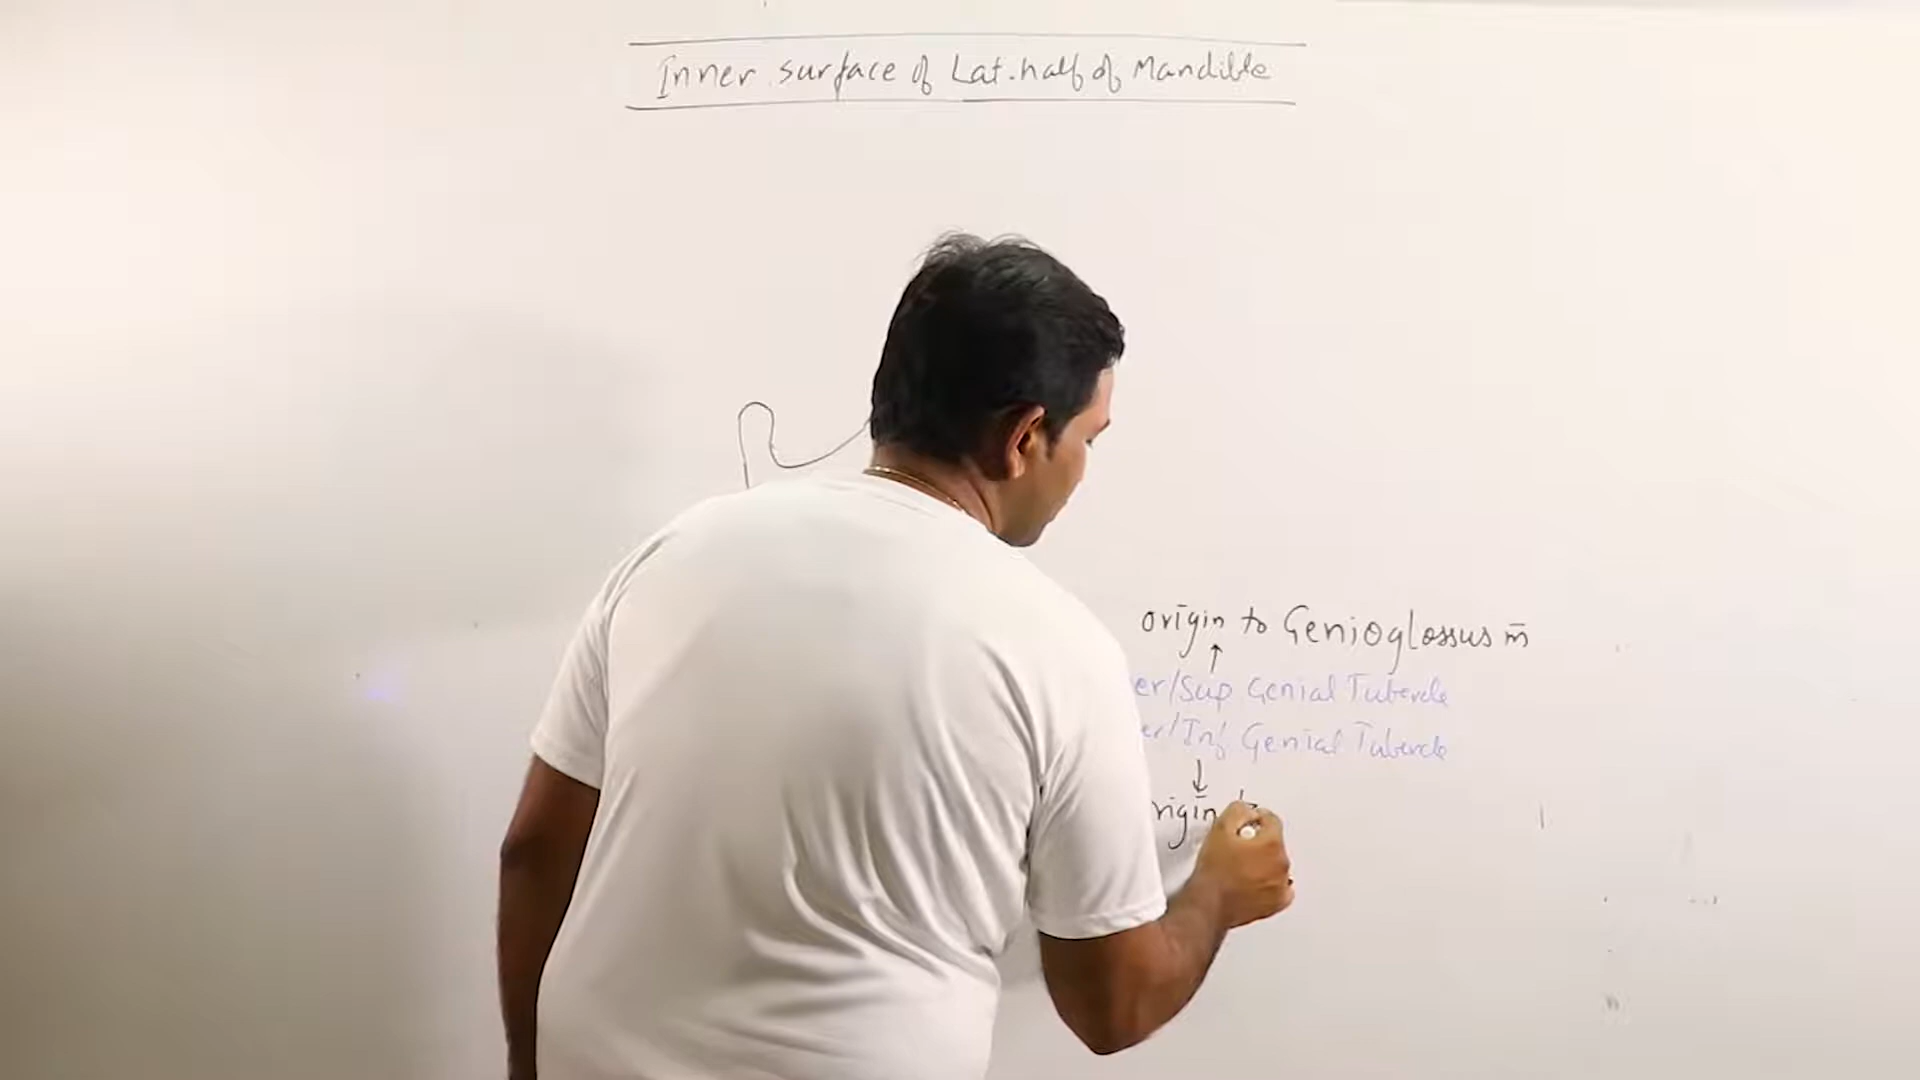 Inner surface of Lat. half of Mandible
origin to Genioglossus m̄
er/Sup Genial Tubercle
er/Inf Genial Tubercle
rigin